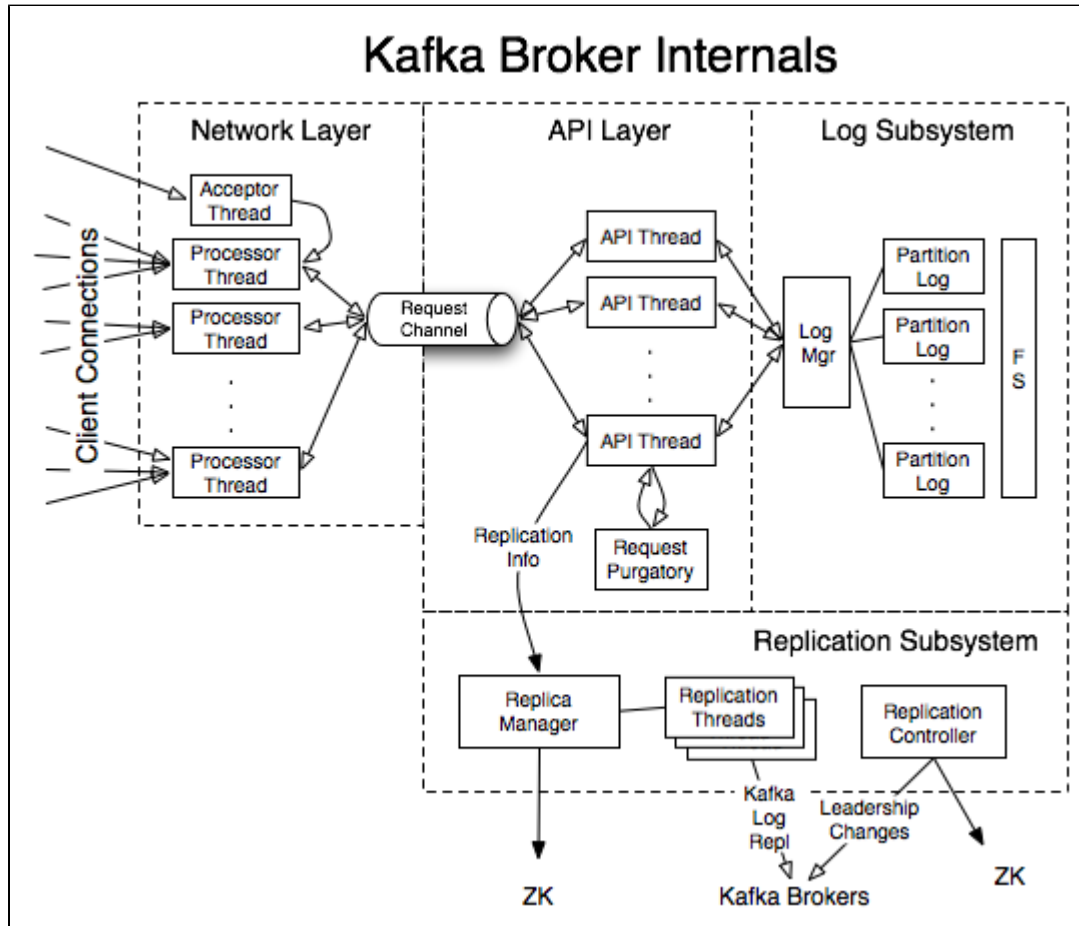 Kafka Broker Internals
Network Layer
API Layer
Log Subsystem
Client Connections
Acceptor
Thread
Processor
Thread
Processor
Thread
.
.
.
Processor
Thread
Request
Channel
API Thread
API Thread
.
.
.
API Thread
Replication
Info
Request
Purgatory
Log
Mgr
Partition
Log
Partition
Log
.
.
.
Partition
Log
F
S
Replication Subsystem
Replica
Manager
Replication
Threads
Replication
Controller
Kafka
Log
Repl
Leadership
Changes
ZK
Kafka Brokers
ZK